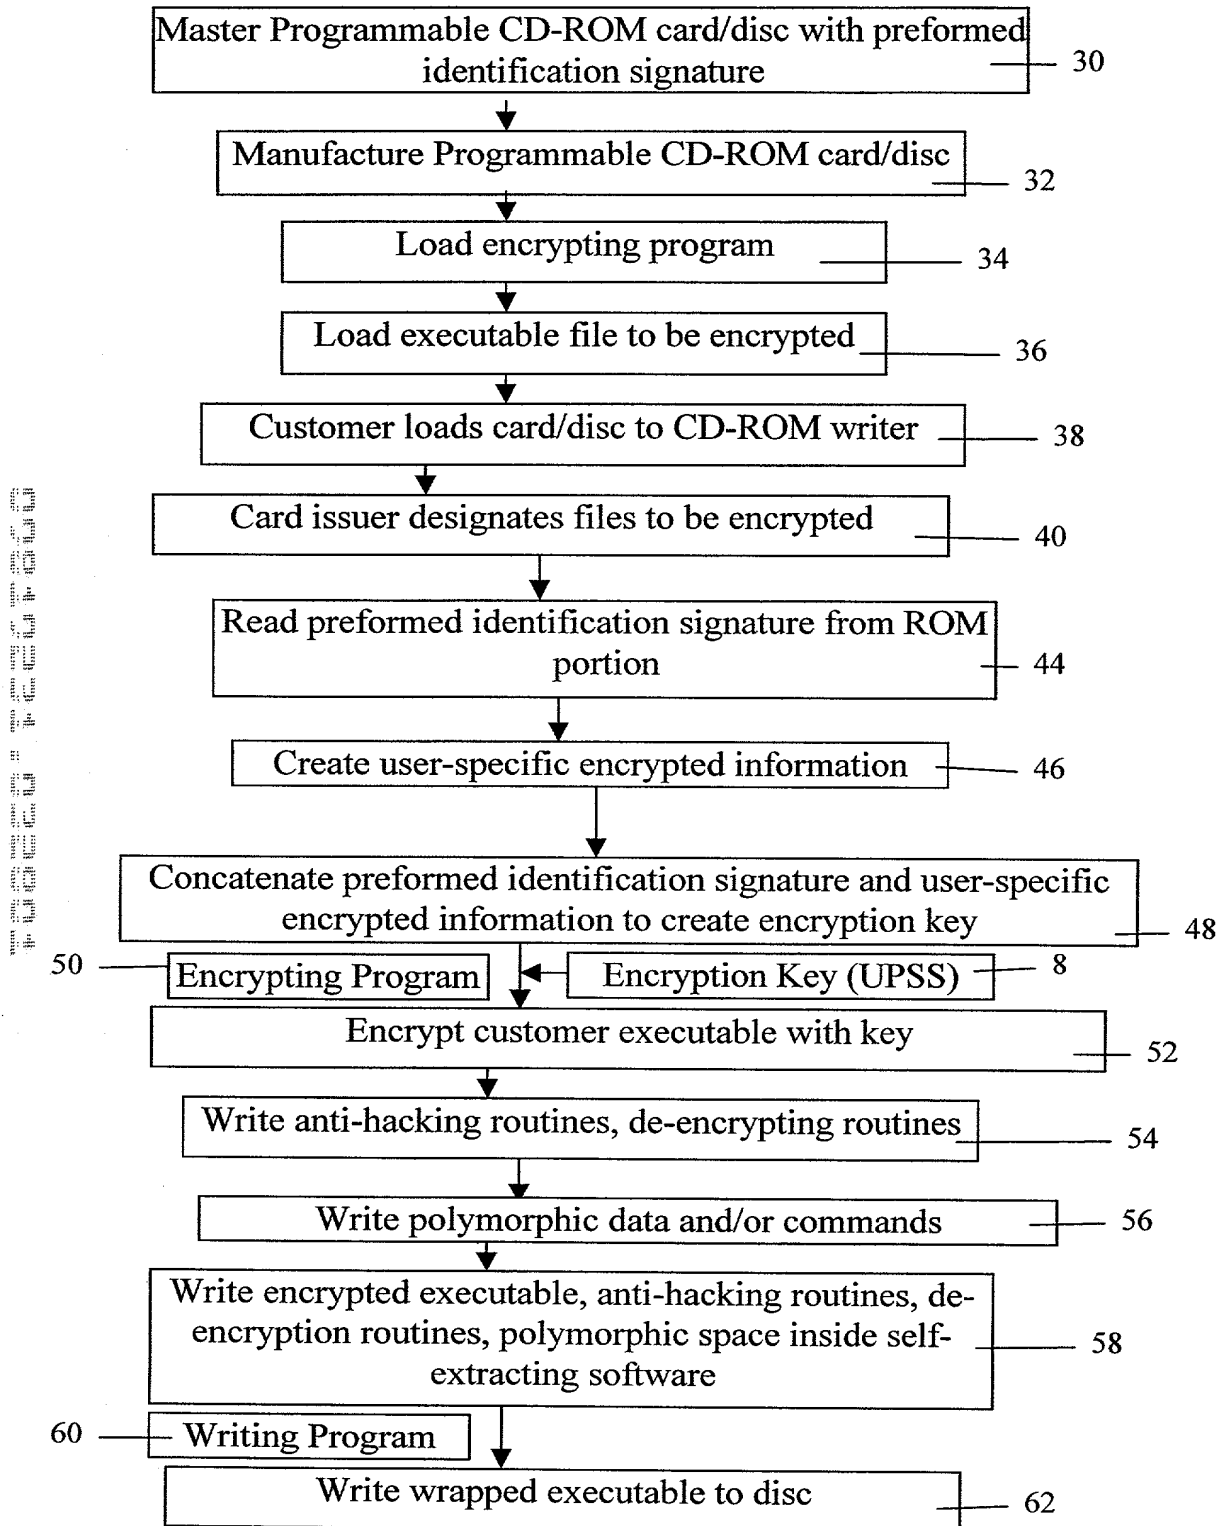 Master Programmable CD-ROM card/disc with preformed
identification signature
30
Manufacture Programmable CD-ROM card/disc
32
Load encrypting program
34
Load executable file to be encrypted
36
Customer loads card/disc to CD-ROM writer
38
Card issuer designates files to be encrypted
40
Read preformed identification signature from ROM
portion
44
Create user-specific encrypted information
46
Concatenate preformed identification signature and user-specific
encrypted information to create encryption key
48
50
Encrypting Program
Encryption Key (UPSS)
8
Encrypt customer executable with key
52
Write anti-hacking routines, de-encrypting routines
54
Write polymorphic data and/or commands
56
Write encrypted executable, anti-hacking routines, de-
encryption routines, polymorphic space inside self-
extracting software
58
60
Writing Program
Write wrapped executable to disc
62